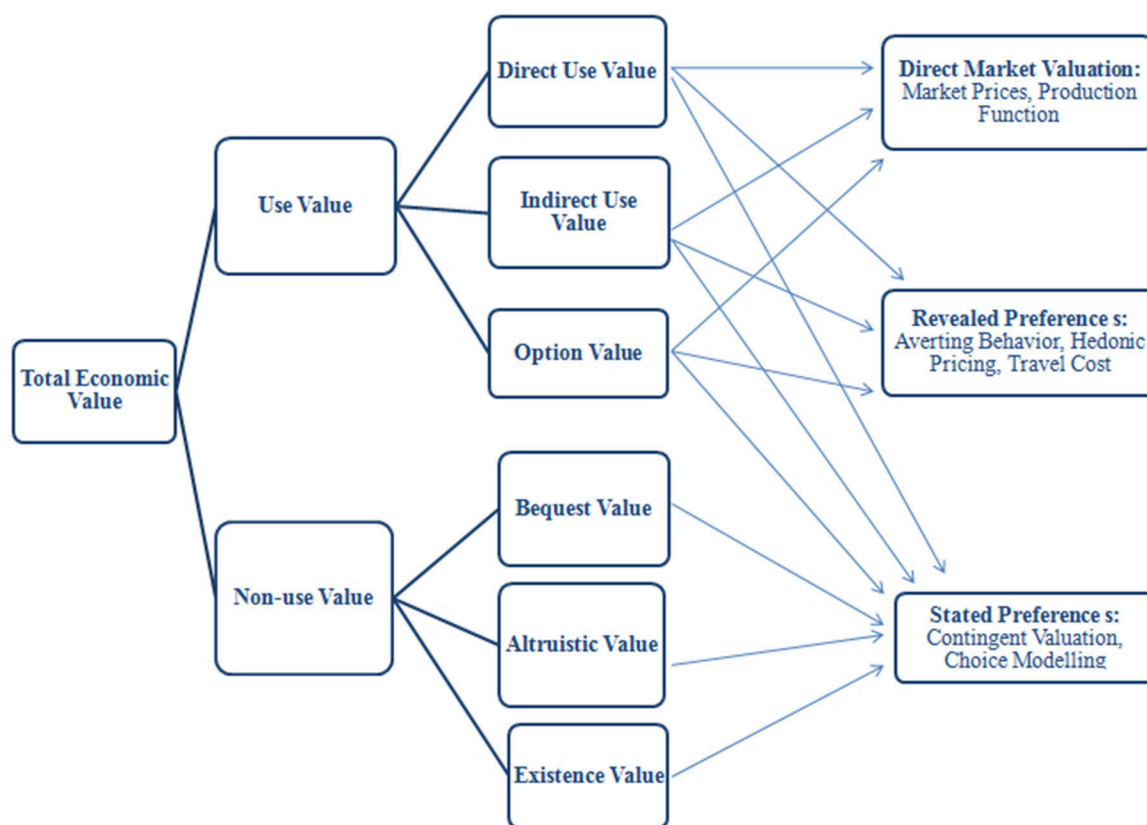 Total Economic
Value
Use Value
Non-use Value
Direct Use Value
Indirect Use
Value
Option Value
Bequest Value
Altruistic Value
Existence Value
Direct Market Valuation:
Market Prices, Production
Function
Revealed Preference s:
Averting Behavior, Hedonic
Pricing, Travel Cost
Stated Preference s:
Contingent Valuation,
Choice Modelling